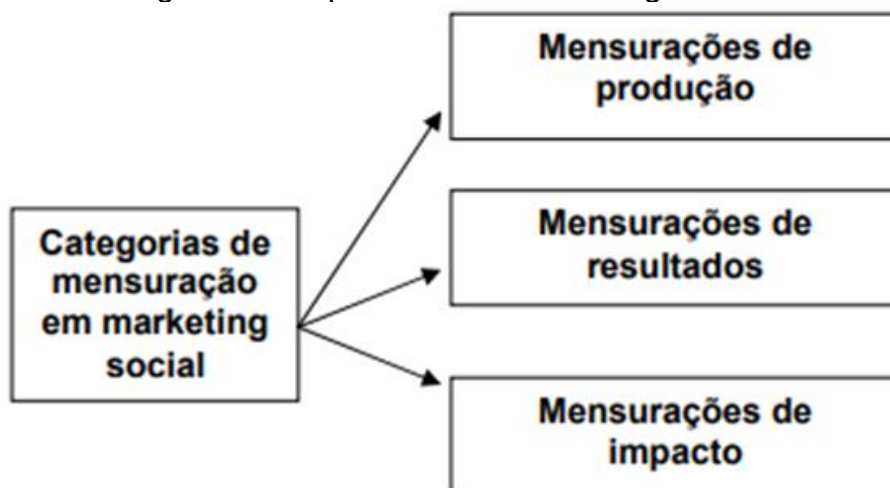 Mensurações de
produção
Categorias de
mensuração
em marketing
social
Mensurações de
resultados
Mensurações de
impacto